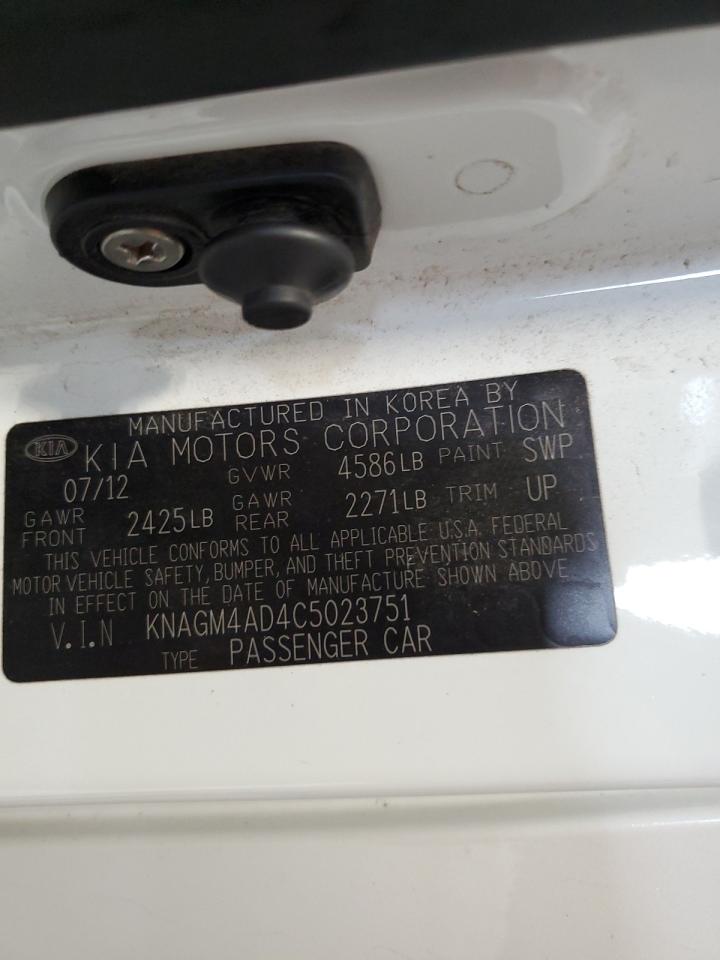 MANUFACTURED IN KOREA BY
KIA KIA MOTORS CORPORATION
07/12 GVWR 4586LB PAINT SWP
GAWR FRONT 2425LB GAWR REAR 2271LB TRIM UP
THIS VEHICLE CONFORMS TO ALL APPLICABLE U.S.A. FEDERAL
MOTOR VEHICLE SAFETY, BUMPER, AND THEFT PREVENTION STANDARDS
IN EFFECT ON THE DATE OF MANUFACTURE SHOWN ABOVE.
V.I.N KNAGM4AD4C5023751
TYPE PASSENGER CAR